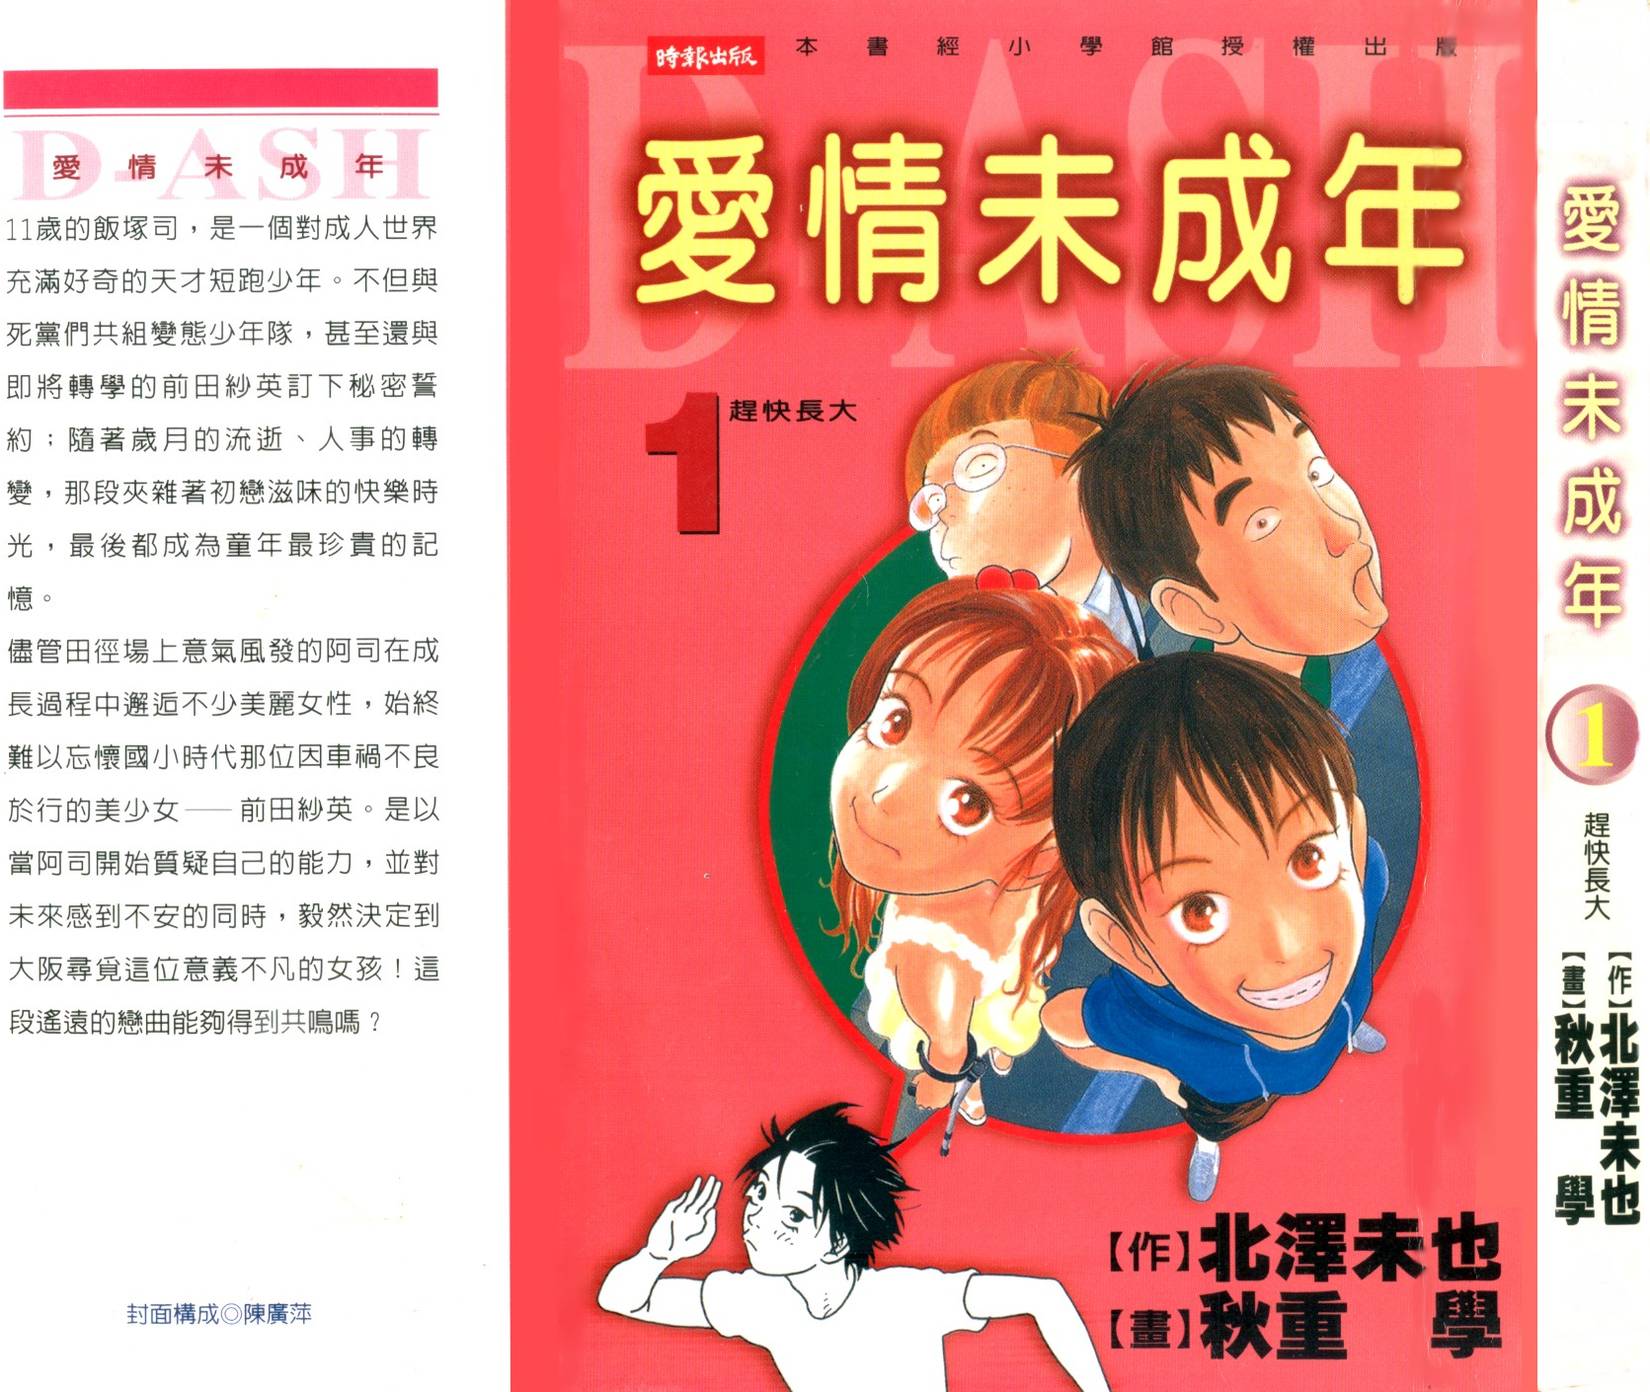 D-ASH
愛情未成年
11歲的飯塚司，是一個對成人世界
充滿好奇的天才短跑少年。不但與
死黨們共組變態少年隊，甚至還與
即將轉學的前田紗英訂下秘密誓
約；隨著歲月的流逝、人事的轉
變，那段夾雜著初戀滋味的快樂時
光，最後都成為童年最珍貴的記
憶。
儘管田徑場上意氣風發的阿司在成
長過程中邂逅不少美麗女性，始終
難以忘懷國小時代那位因車禍不良
於行的美少女——前田紗英。是以
當阿司開始質疑自己的能力，並對
未來感到不安的同時，毅然決定到
大阪尋覓這位意義不凡的女孩！這
段遙遠的戀曲能夠得到共鳴嗎？
封面構成◎陳廣萍
時報出版
本書經小學館授權出版
D-ASH
愛情未成年
1
趕快長大
【作】北澤未也
【畫】秋重 學
愛情未成年
1
趕快長大
【作】北澤未也
【畫】秋重 學